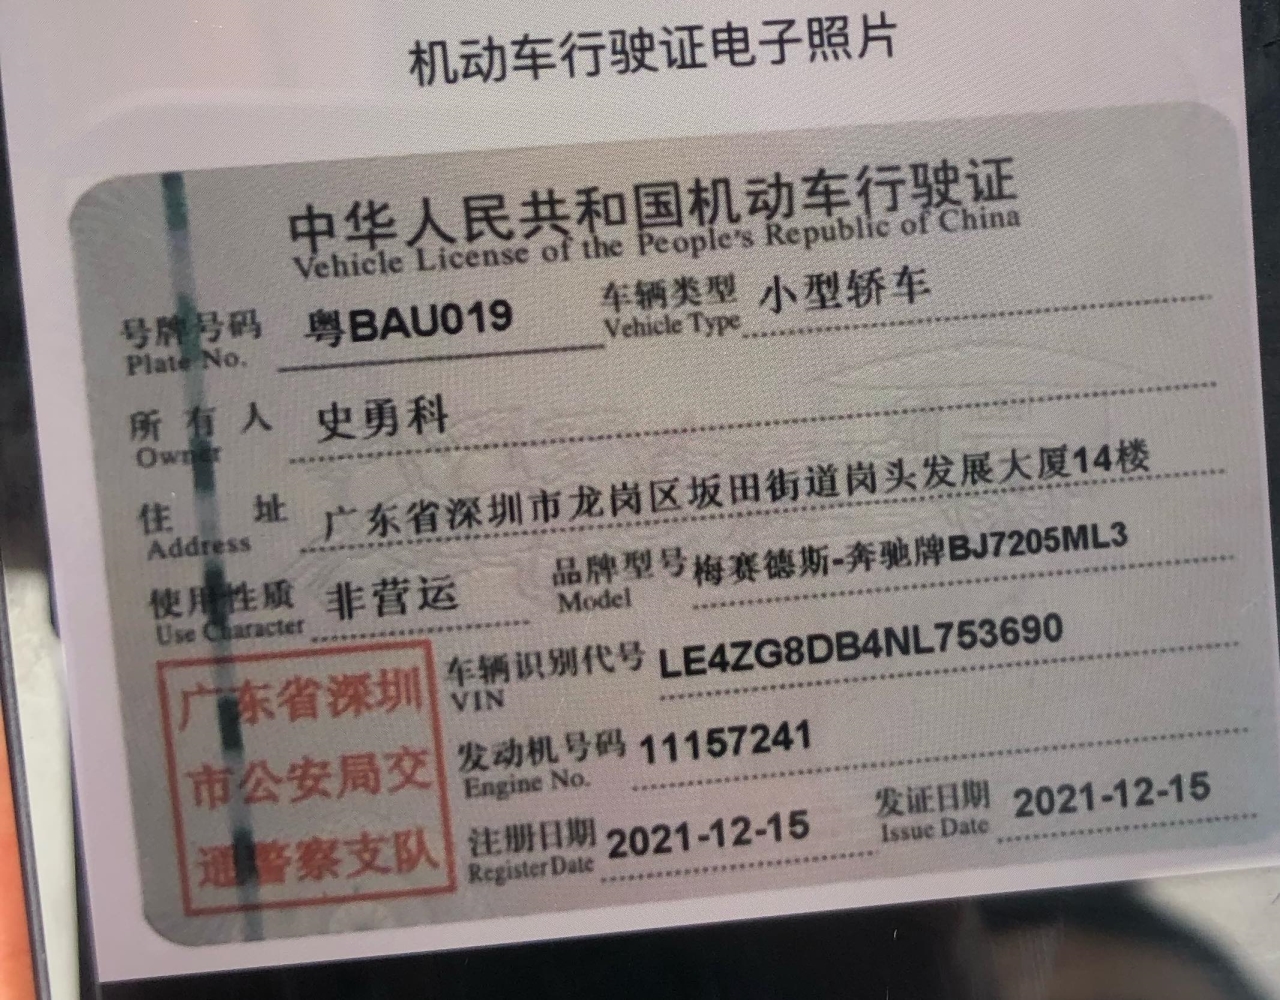 机动车行驶证电子照片
中华人民共和国机动车行驶证
Vehicle License of the People's Republic of China
号牌号码 粤BAU019 车辆类型 小型轿车
Plate No. Vehicle Type
所有人 史勇科
Owner
住址 广东省深圳市龙岗区坂田街道岗头发展大厦14楼
Address
使用性质 非营运 品牌型号 梅赛德斯-奔驰牌BJ7205ML3
Use Character Model
车辆识别代号 LE4ZG8DB4NL753690
VIN
发动机号码 11157241
Engine No.
注册日期 2021-12-15 发证日期 2021-12-15
Register Date Issue Date
广东省深圳
市公安局交
通警察支队